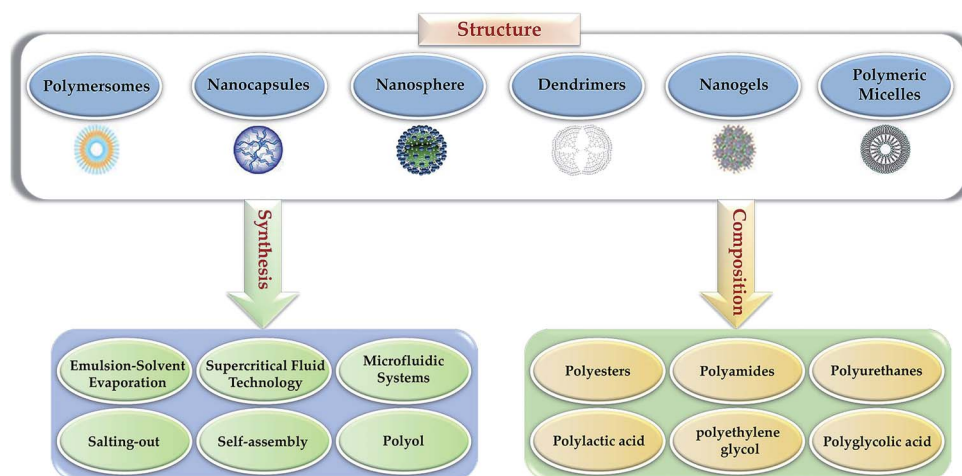 Structure
Polymersomes
Nanocapsules
Nanosphere
Dendrimers
Nanogels
Polymeric
Micelles
Synthesis
Composition
Emulsion-Solvent
Evaporation
Supercritical Fluid
Technology
Microfluidic
Systems
Salting-out
Self-assembly
Polyol
Polyesters
Polyamides
Polyurethanes
Polylactic acid
polyethylene
glycol
Polyglycolic acid